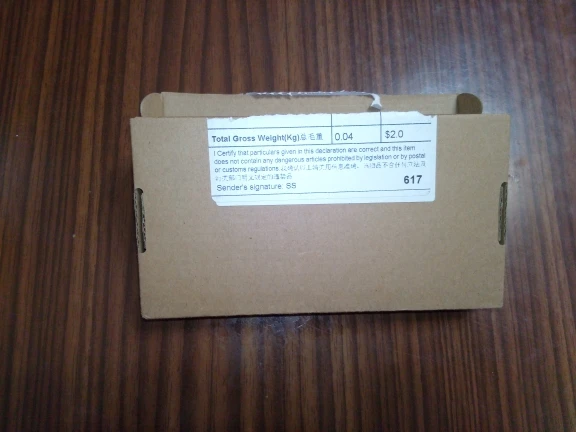 Total Gross Weight(Kg)总 毛重 0.04 $2.0
I Certify that particulars given in this declaration are correct and this item
does not contain any dangerous articles prohibited by legislation or by postal
or customs regulations.
Sender's signature: SS 617